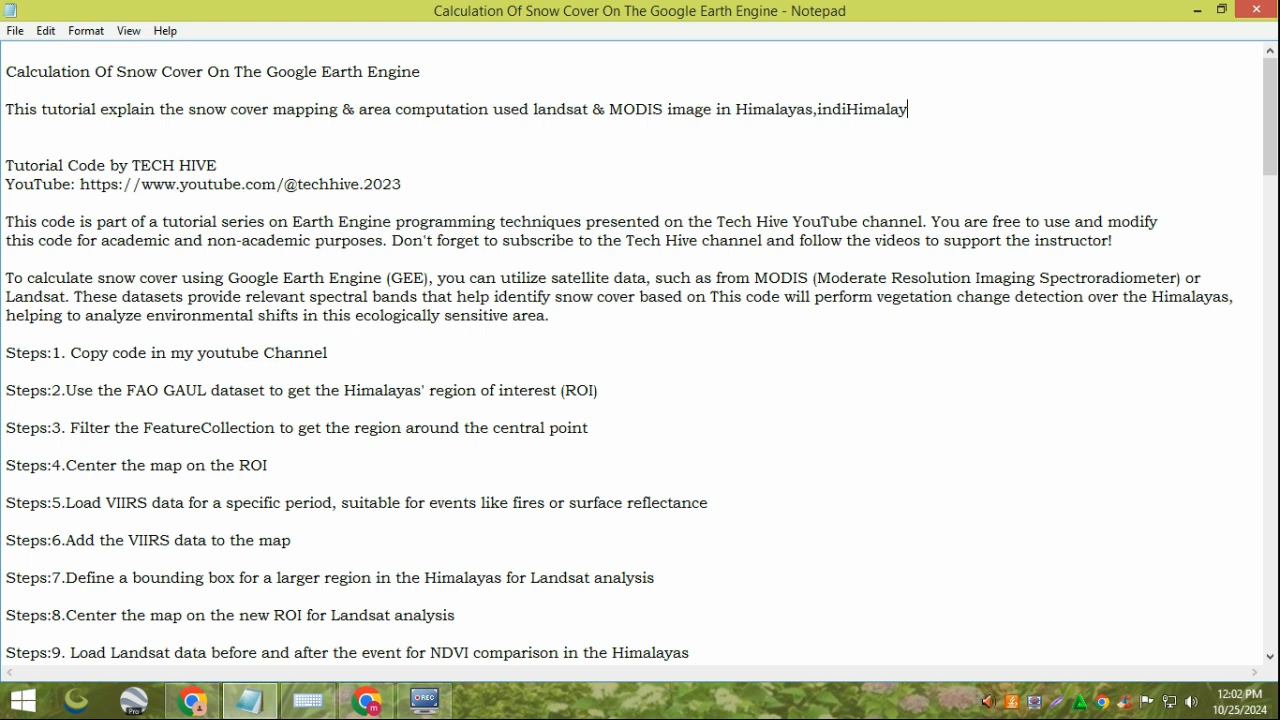 Calculation Of Snow Cover On The Google Earth Engine - Notepad
File Edit Format View Help
Calculation Of Snow Cover On The Google Earth Engine
This tutorial explain the snow cover mapping & area computation used landsat & MODIS image in Himalayas,indiHimalay
Tutorial Code by TECH HIVE
YouTube: https://www.youtube.com/@techhive.2023
This code is part of a tutorial series on Earth Engine programming techniques presented on the Tech Hive YouTube channel. You are free to use and modify
this code for academic and non-academic purposes. Don't forget to subscribe to the Tech Hive channel and follow the videos to support the instructor!
To calculate snow cover using Google Earth Engine (GEE), you can utilize satellite data, such as from MODIS (Moderate Resolution Imaging Spectroradiometer) or
Landsat. These datasets provide relevant spectral bands that help identify snow cover based on This code will perform vegetation change detection over the Himalayas,
helping to analyze environmental shifts in this ecologically sensitive area.
Steps:1. Copy code in my youtube Channel
Steps:2.Use the FAO GAUL dataset to get the Himalayas' region of interest (ROI)
Steps:3. Filter the FeatureCollection to get the region around the central point
Steps:4.Center the map on the ROI
Steps:5.Load VIIRS data for a specific period, suitable for events like fires or surface reflectance
Steps:6.Add the VIIRS data to the map
Steps:7.Define a bounding box for a larger region in the Himalayas for Landsat analysis
Steps:8.Center the map on the new ROI for Landsat analysis
Steps:9. Load Landsat data before and after the event for NDVI comparison in the Himalayas
Pro
m
REC
12:02 PM
10/25/2024